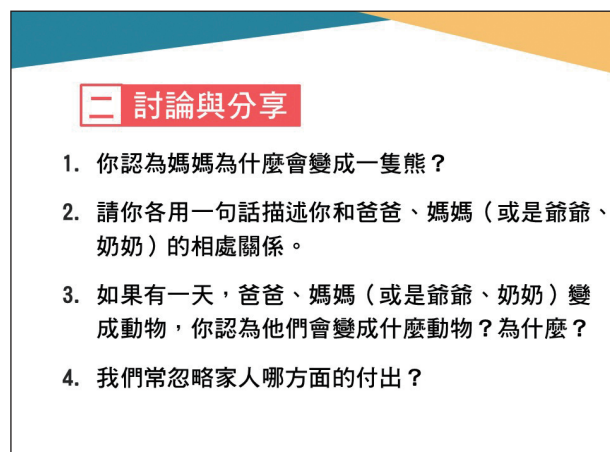 二 討論與分享
1. 你認為媽媽為什麼會變成一隻熊？
2. 請你各用一句話描述你和爸爸、媽媽（或是爺爺、
奶奶）的相處關係。
3. 如果有一天，爸爸、媽媽（或是爺爺、奶奶）變
成動物，你認為他們會變成什麼動物？為什麼？
4. 我們常忽略家人哪方面的付出？